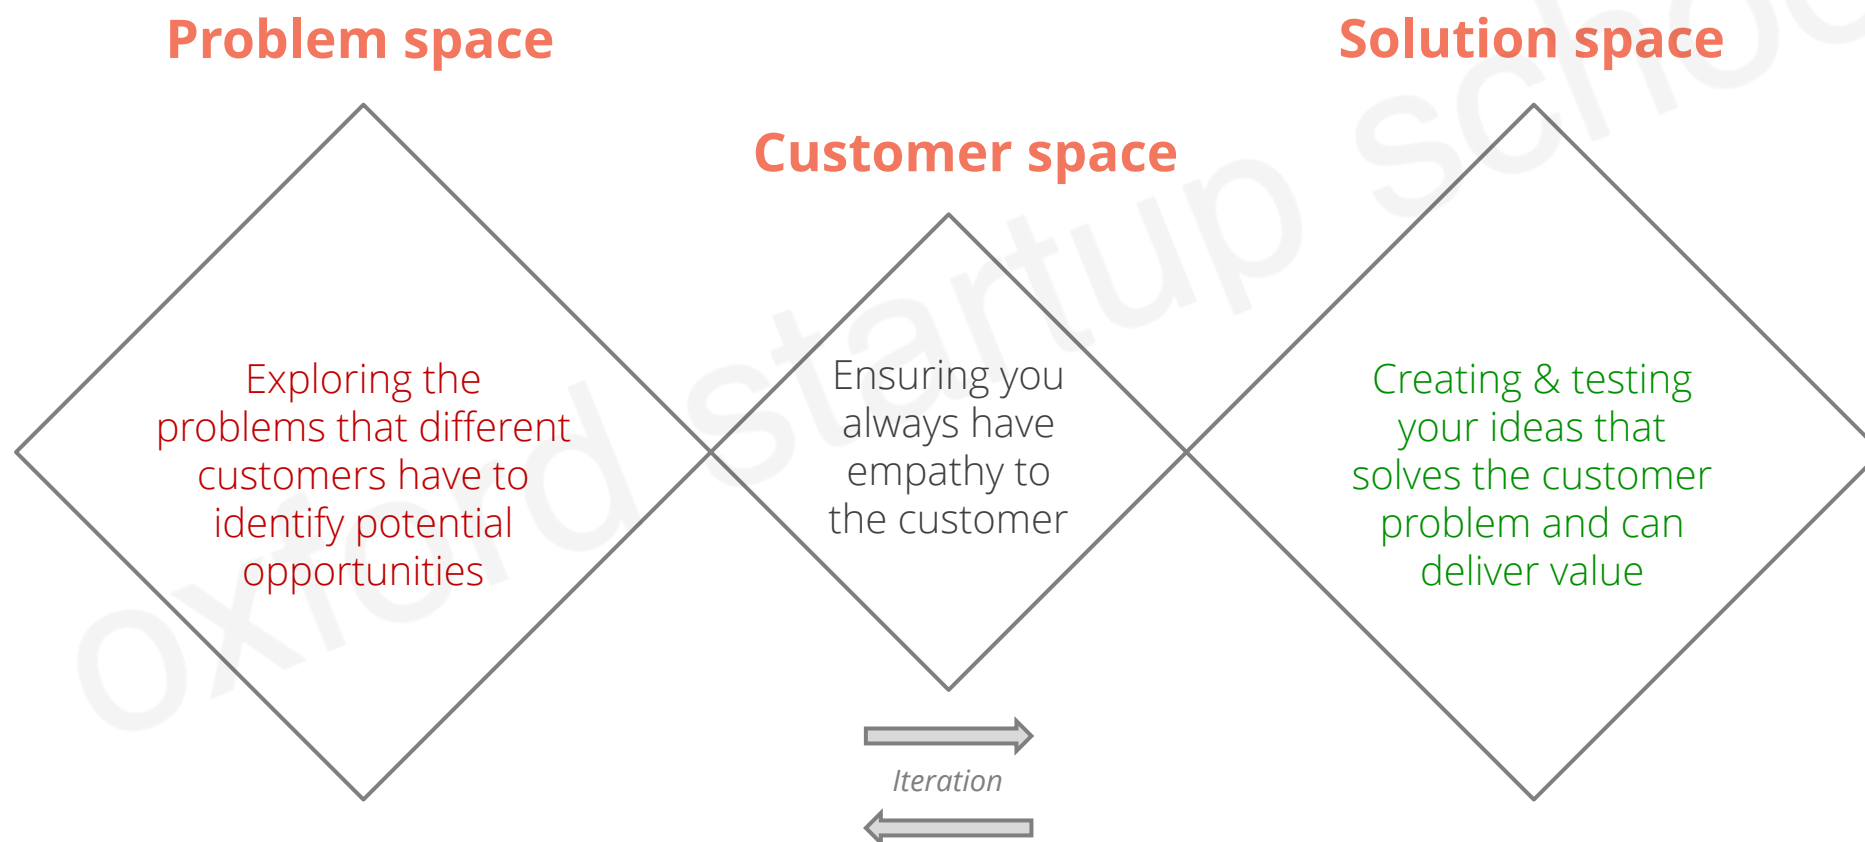 Problem space
Exploring the
problems that different
customers have to
identify potential
opportunities
Customer space
Ensuring you
always have
empathy to
the customer
Iteration
Solution space
Creating & testing
your ideas that
solves the customer
problem and can
deliver value
oxford startup school